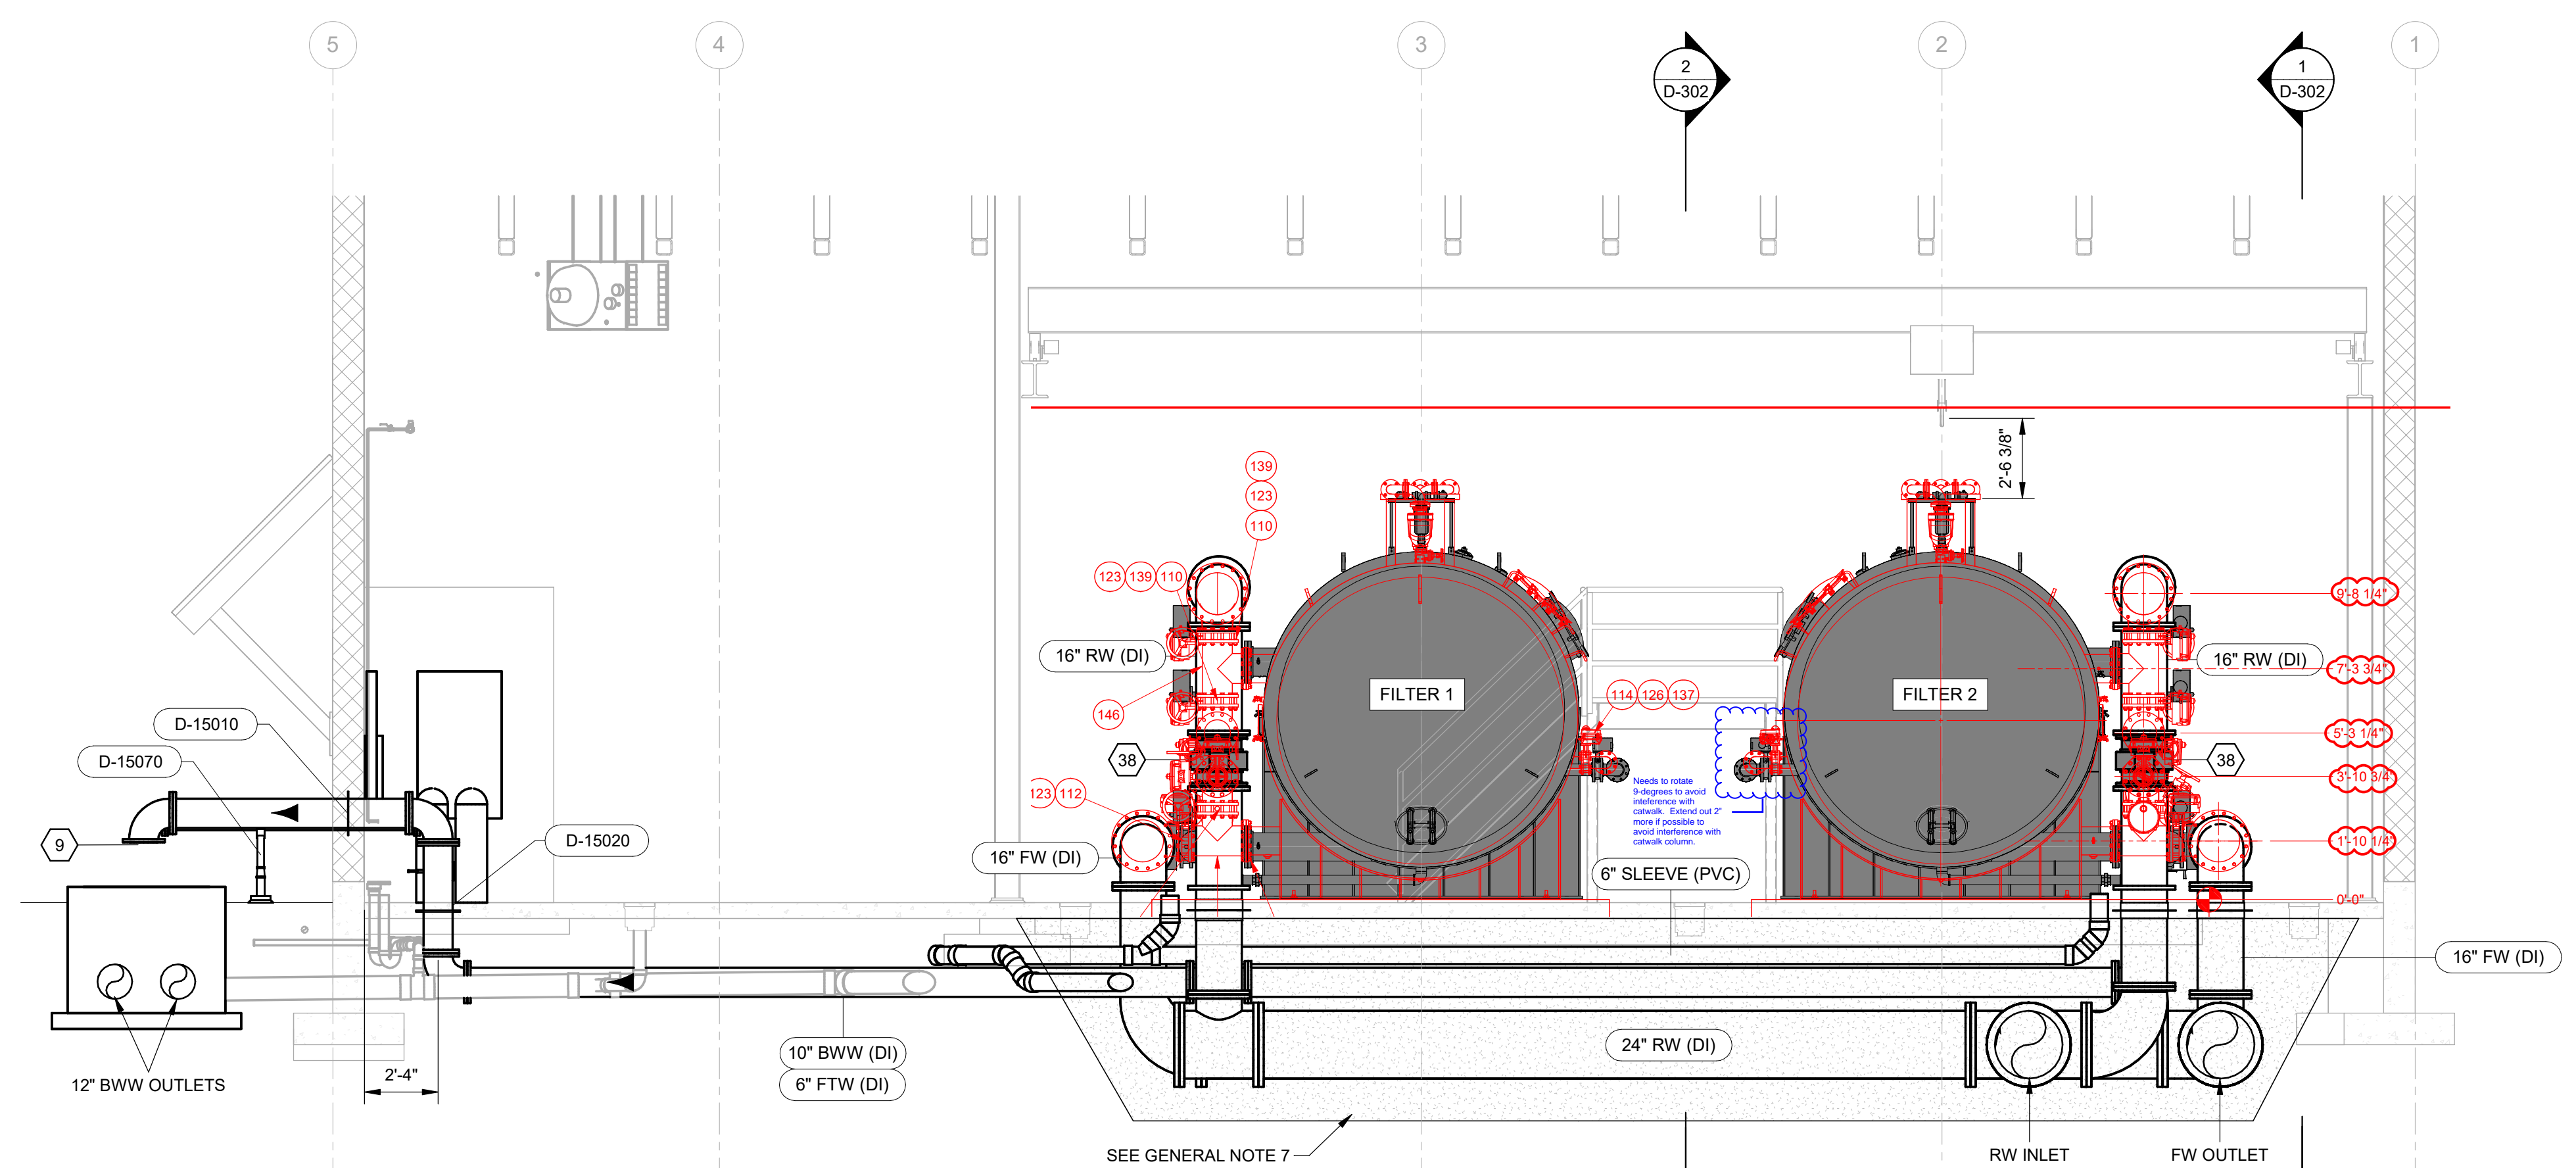 5
4
3
2
1
2
D-302
1
D-302
2'-6 3/8"
139
123
110
123 139 110
16" RW (DI)
146
38
123 112
16" FW (DI)
FILTER 1
FILTER 2
114 126 137
Needs to rotate
9-degrees to avoid
inteference with
catwalk. Extend out 2"
more if possible to
avoid interference with
catwalk column.
9'-8 1/4"
16" RW (DI)
7'-3 3/4"
5'-3 1/4"
38
3'-10 3/4"
1'-10 1/4"
0'-0"
D-15010
D-15070
D-15020
9
6" SLEEVE (PVC)
16" FW (DI)
24" RW (DI)
10" BWW (DI)
6" FTW (DI)
12" BWW OUTLETS
2'-4"
SEE GENERAL NOTE 7
RW INLET
FW OUTLET